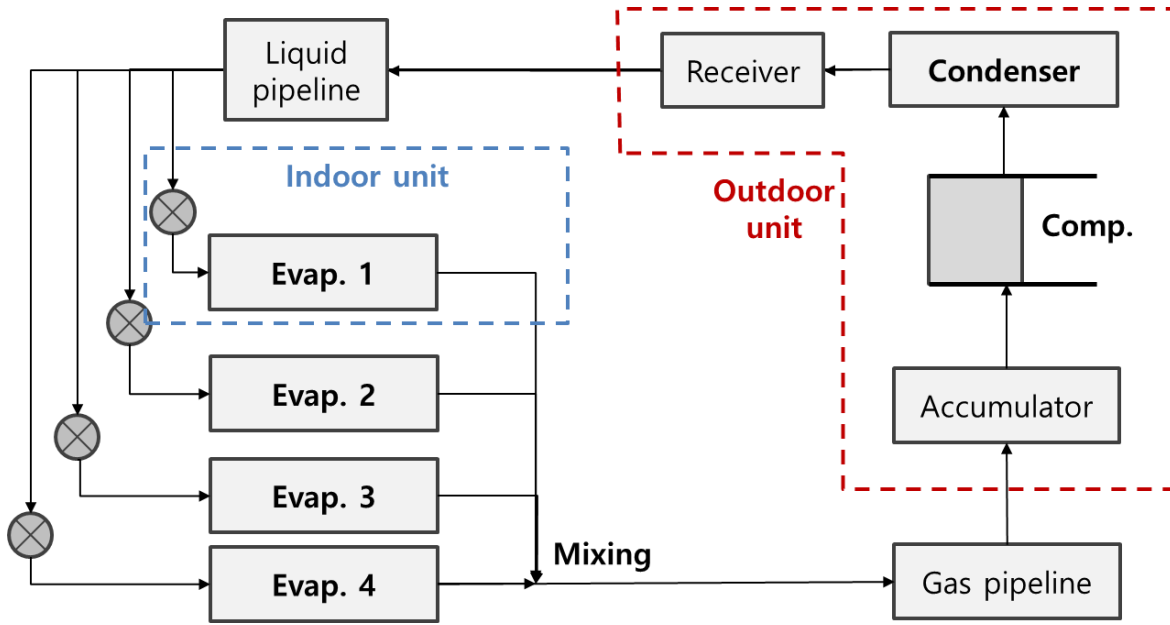 Liquid
pipeline
Receiver
Condenser
Indoor unit
Outdoor
unit
Comp.
Evap. 1
Evap. 2
Accumulator
Evap. 3
Mixing
Evap. 4
Gas pipeline